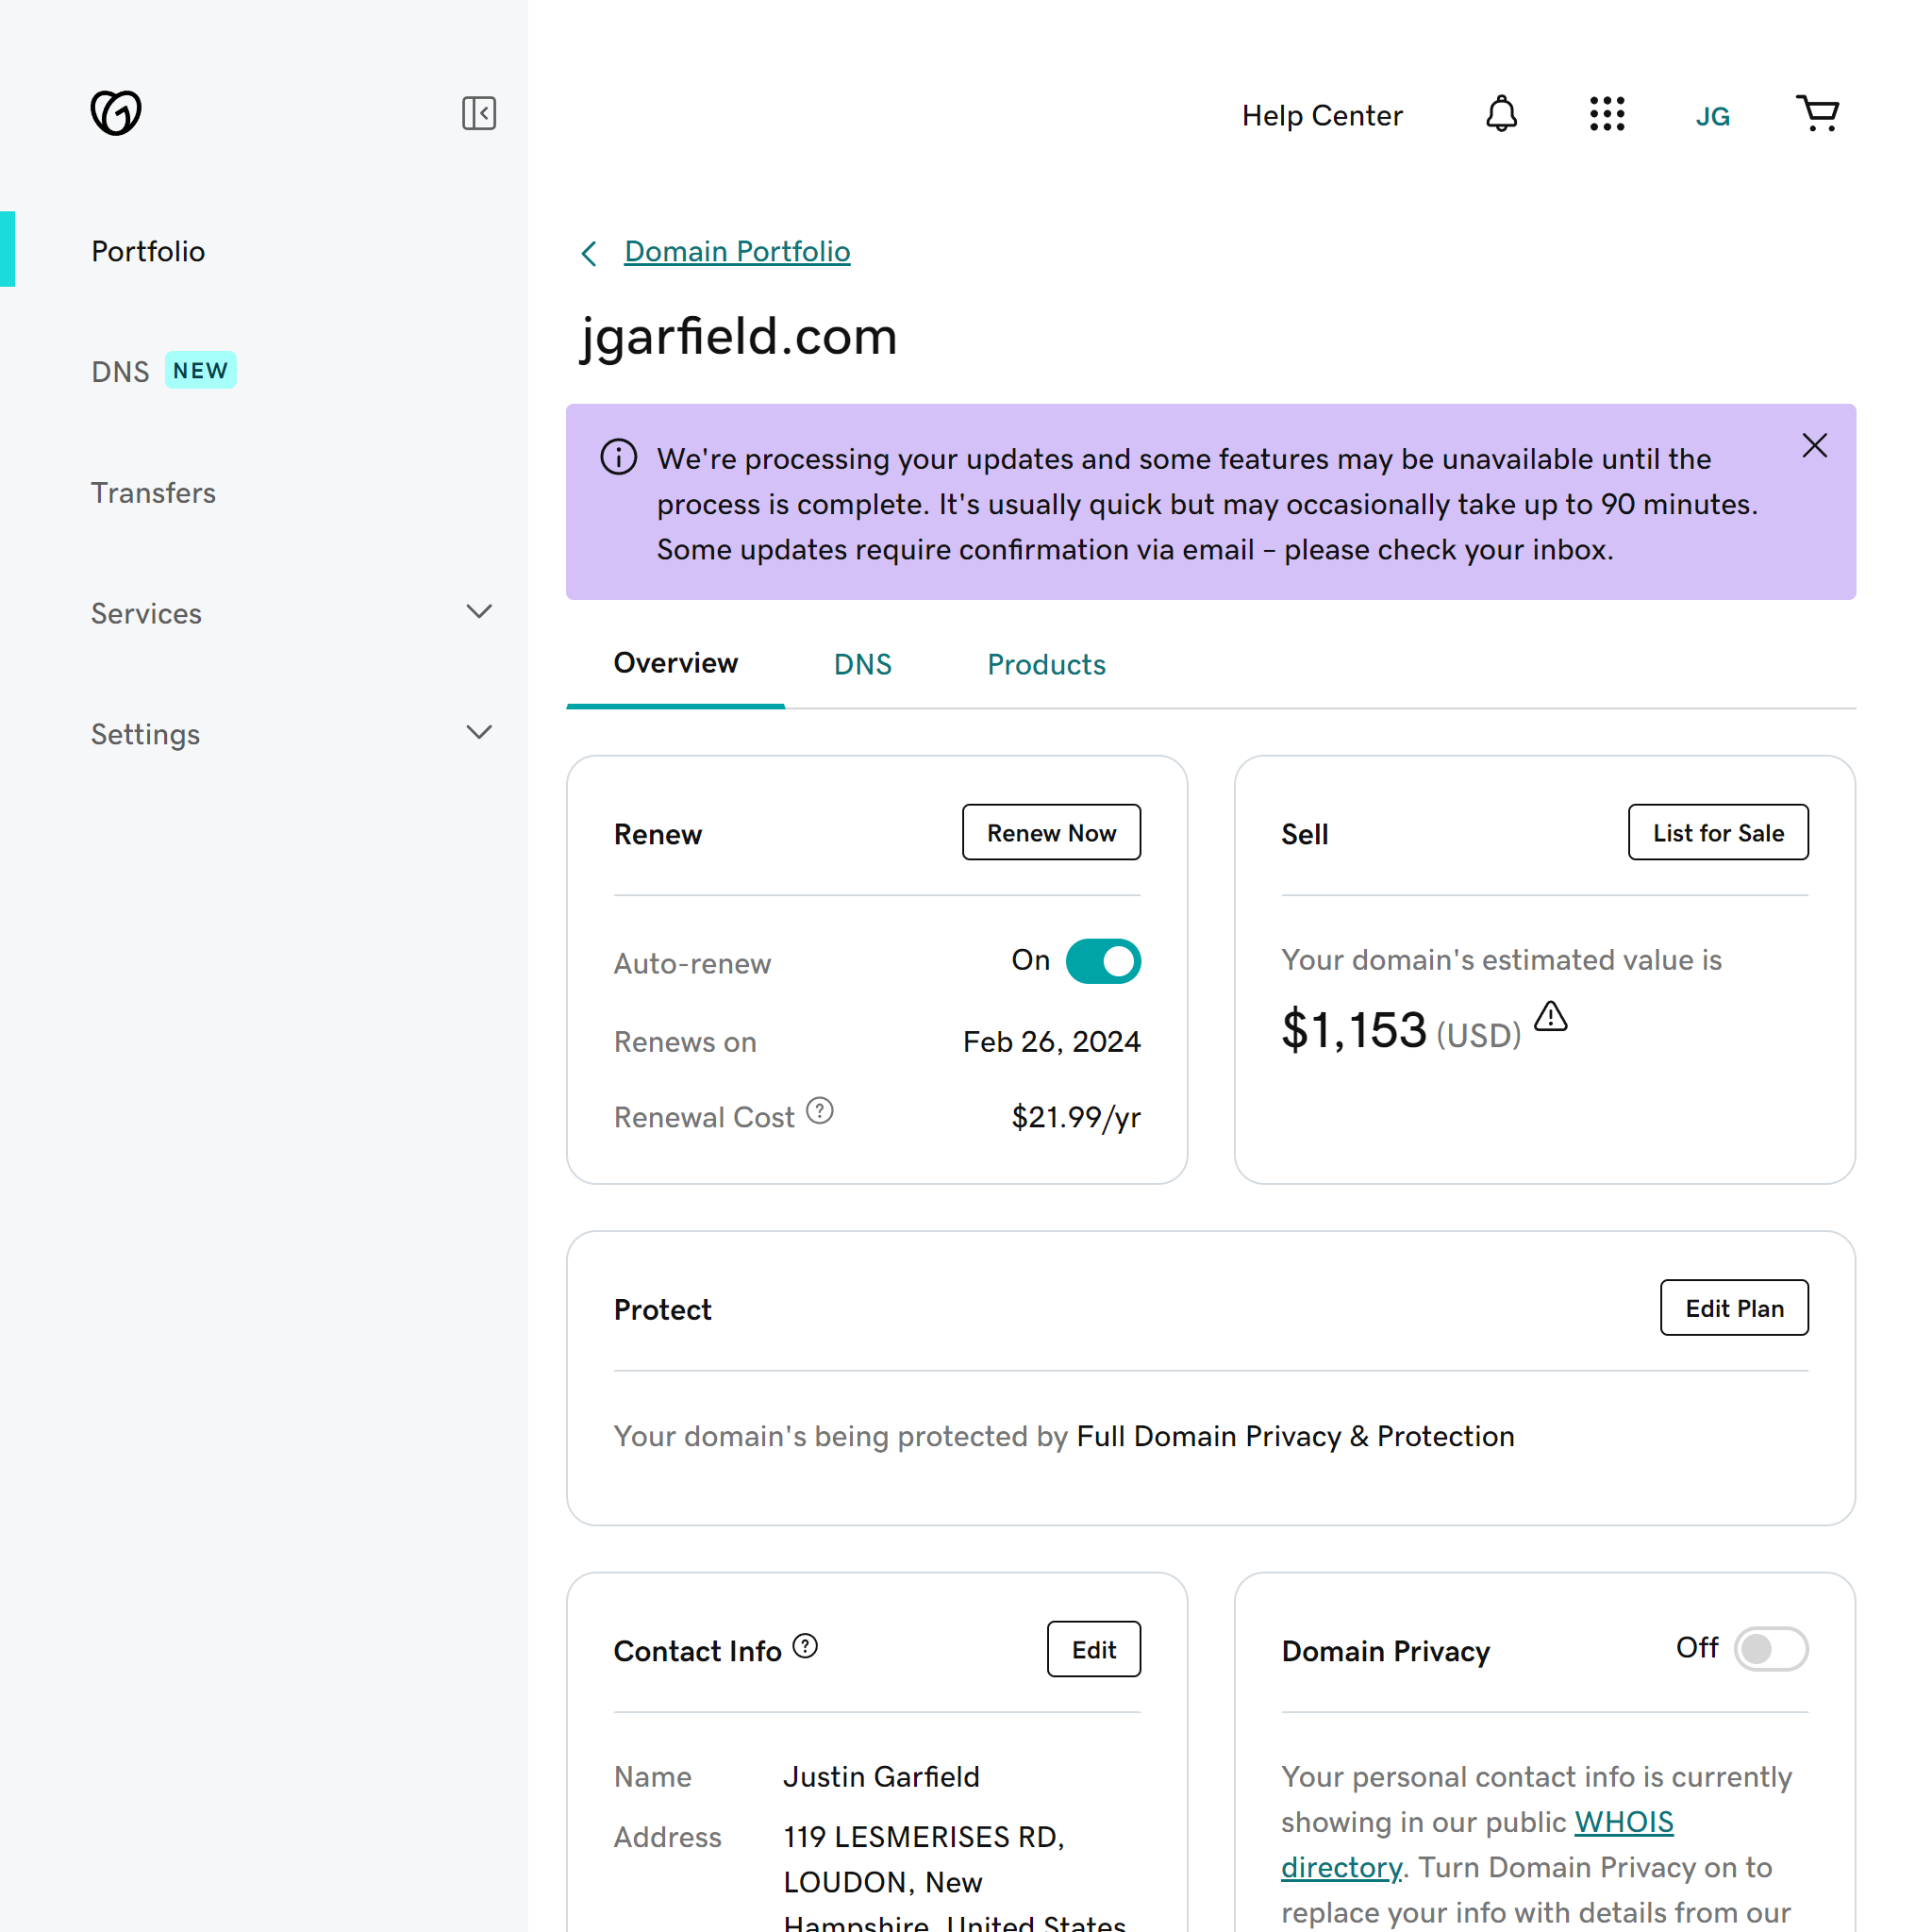 Help Center
JG
Portfolio
DNS NEW
Transfers
Services
Settings
Domain Portfolio
jgarfield.com
We're processing your updates and some features may be unavailable until the
process is complete. It's usually quick but may occasionally take up to 90 minutes.
Some updates require confirmation via email – please check your inbox.
Overview DNS Products
Renew Renew Now
Auto-renew On
Renews on Feb 26, 2024
Renewal Cost $21.99/yr
Sell List for Sale
Your domain's estimated value is
$1,153 (USD)
Protect Edit Plan
Your domain's being protected by Full Domain Privacy & Protection
Contact Info Edit
Name Justin Garfield
Address 119 LESMERISES RD,
LOUDON, New
Hampshire, United States
Domain Privacy Off
Your personal contact info is currently
showing in our public WHOIS
directory. Turn Domain Privacy on to
replace your info with details from our